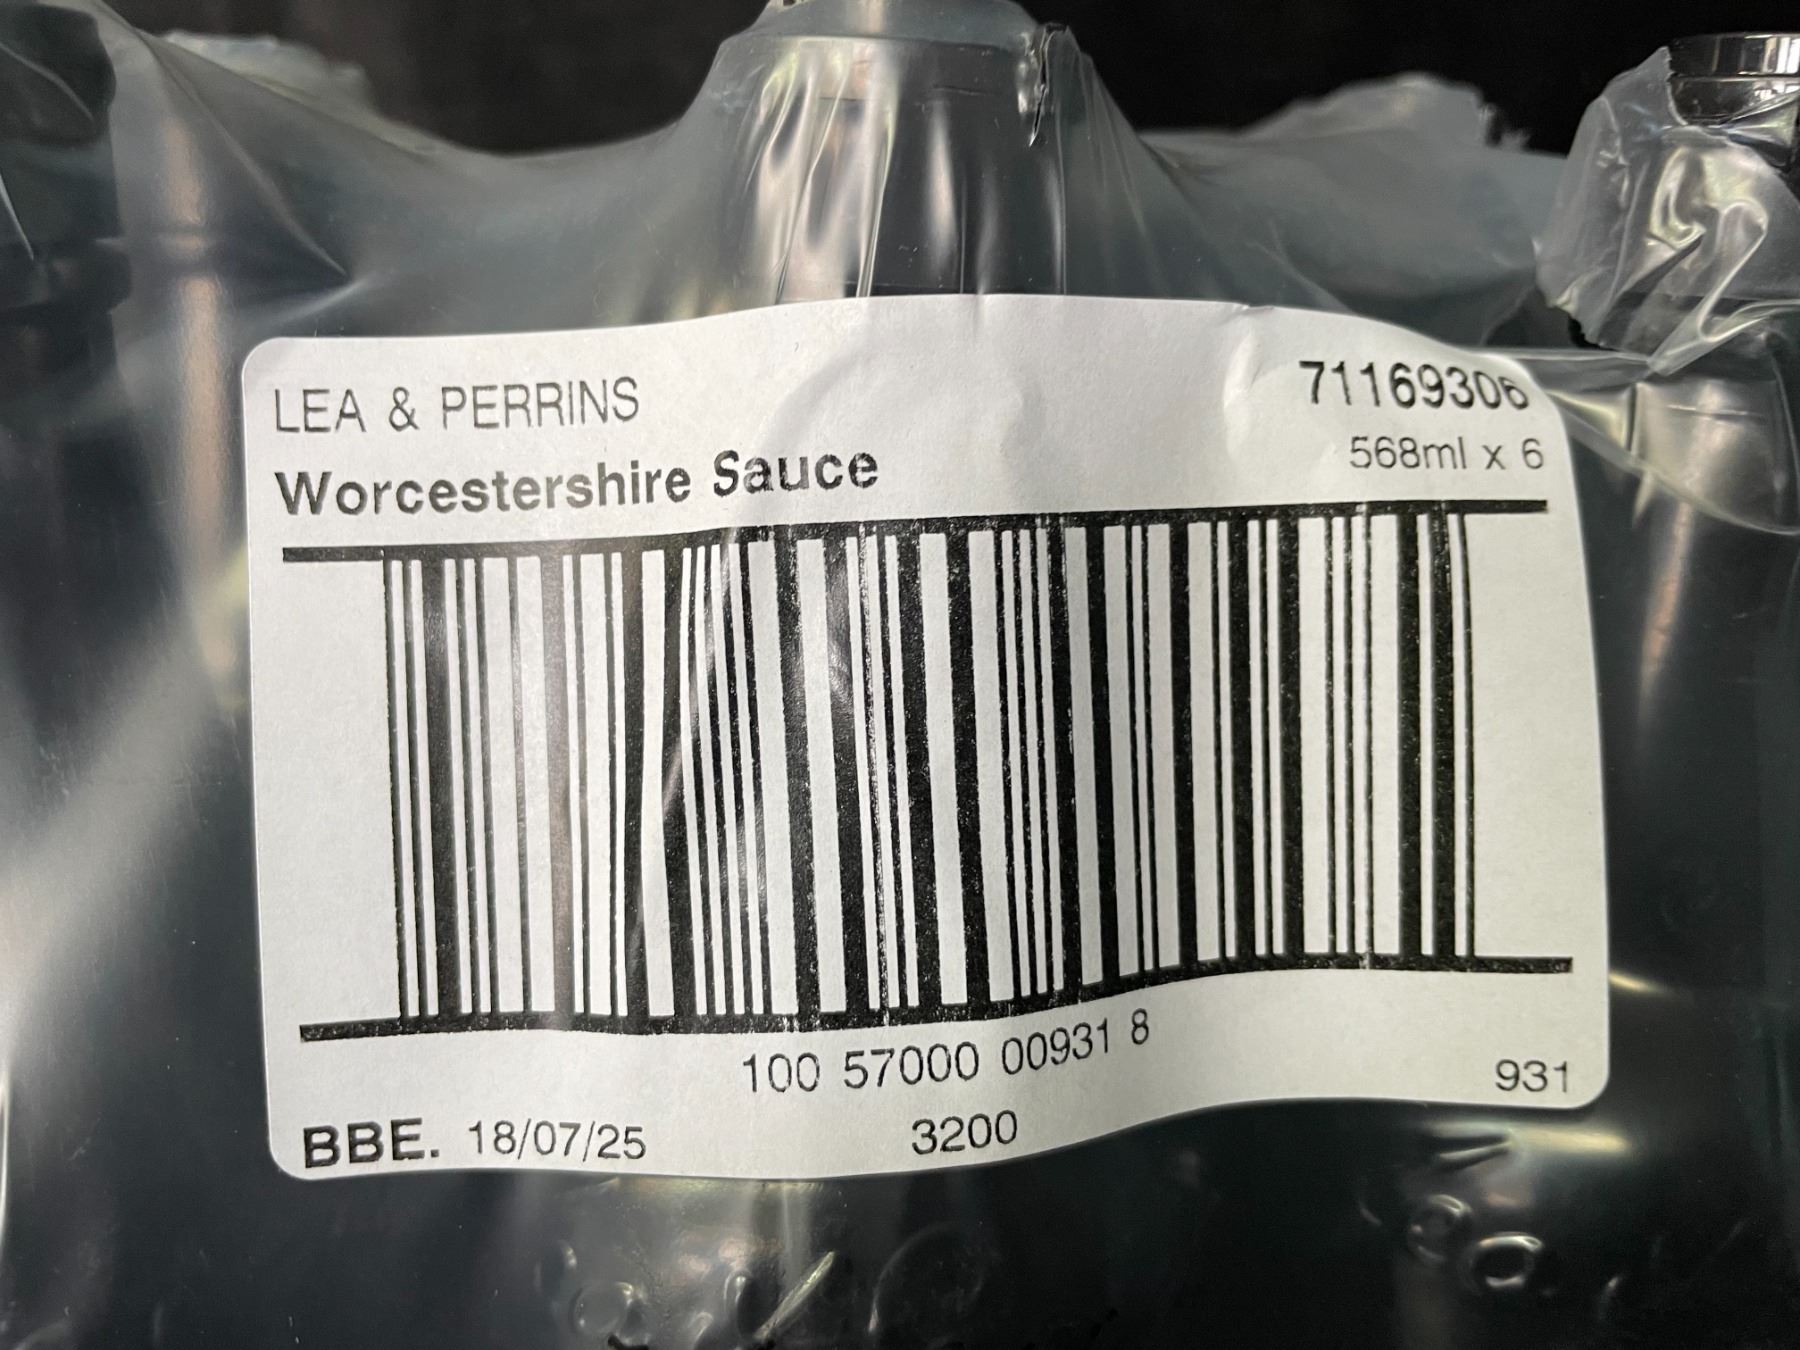 LEA & PERRINS
71169306
Worcestershire Sauce
568ml x 6
100 57000 00931 8
931
BBE. 18/07/25
3200